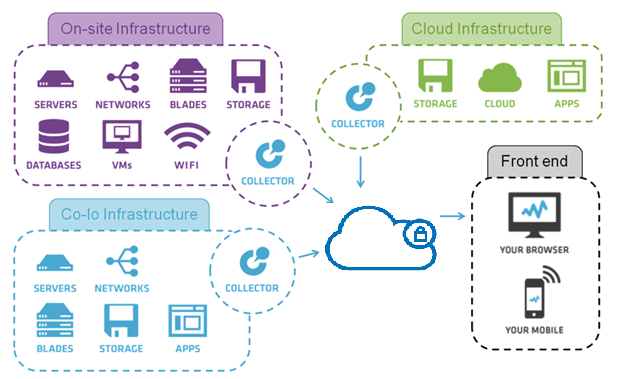 On-site Infrastructure
SERVERS NETWORKS BLADES STORAGE
DATABASES VMs WIFI
COLLECTOR
Cloud Infrastructure
COLLECTOR
STORAGE CLOUD APPS
Co-lo Infrastructure
SERVERS NETWORKS
COLLECTOR
BLADES STORAGE APPS
Front end
YOUR BROWSER
YOUR MOBILE